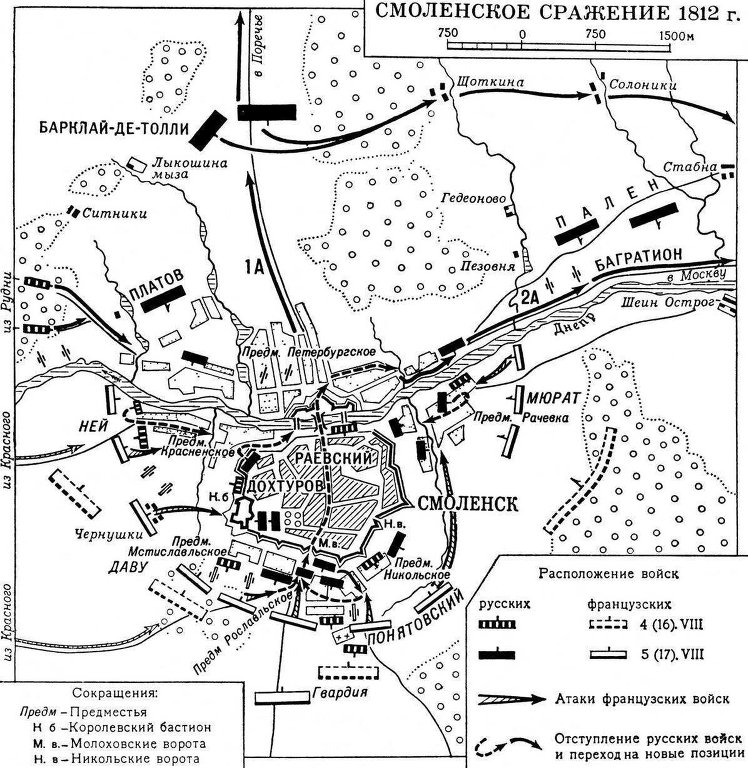 СМОЛЕНСКОЕ СРАЖЕНИЕ 1812 г.
750 0 750 1500м
в Поречье
Щоткина
Солоники
БАРКЛАЙ-ДЕ-ТОЛЛИ
Лыкошина
мыза
Стабна
Ситники
Гедеоново
ПАЛЕН
1А
Пезовня
БАГРАТИОН
из Рудни
ПЛАТОВ
2А
в Москву
Шеин Острог
Днепр
Предм. Петербургское
МЮРАТ
НЕЙ
Предм. Рачевка
из Красного
Предм.
Красненское
РАЕВСКИЙ
Н.б
ДОХТУРОВ
СМОЛЕНСК
Чернушки
Н.в.
Предм.
Мстиславльское
М.в.
ДАВУ
Предм.
Никольское
из Красного
Предм Рославльское
ПОНЯТОВСКИЙ
Гвардия
Сокращения:
Предм – Предместья
Н б – Королевский бастион
М. в. – Молоховские ворота
Н. в – Никольские ворота
Расположение войск
русских французских
4 (16). VIII
5 (17). VIII
Атаки французских войск
Отступление русских войск
и переход на новые позиции